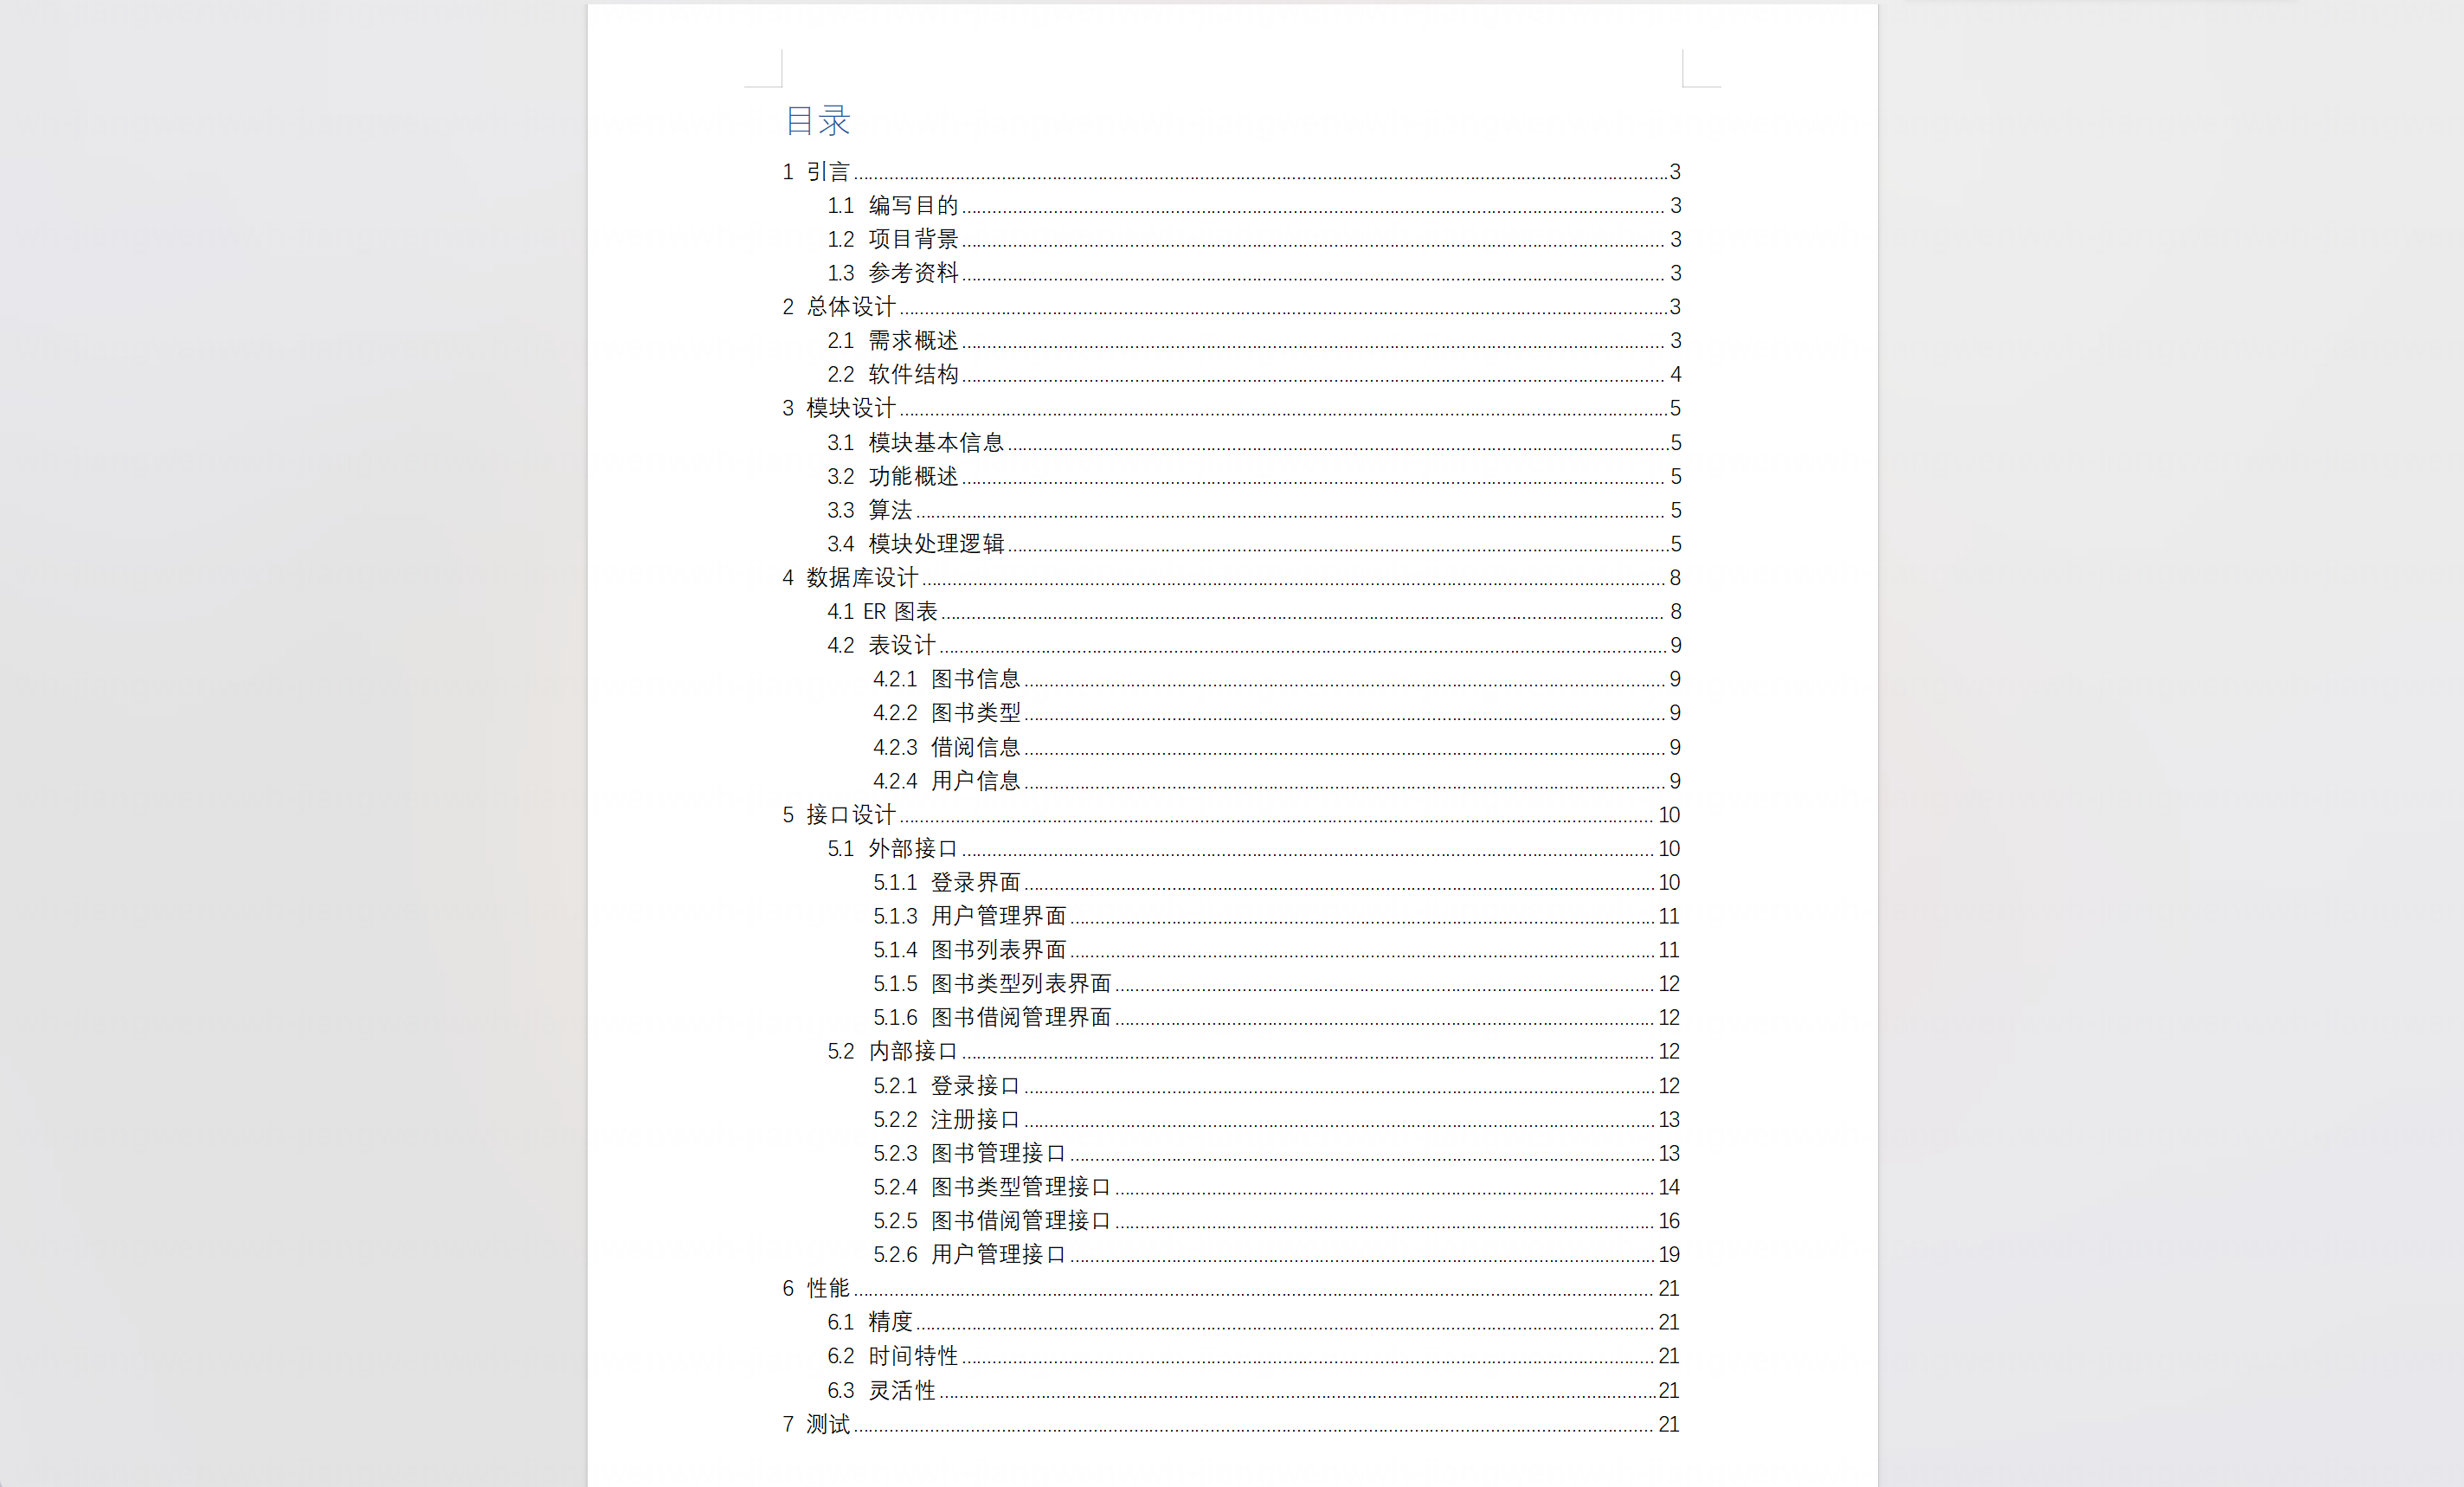 目录
1 引言........3
1.1 编写目的........3
1.2 项目背景........3
1.3 参考资料........3
2 总体设计........3
2.1 需求概述........3
2.2 软件结构........4
3 模块设计........5
3.1 模块基本信息........5
3.2 功能概述........5
3.3 算法........5
3.4 模块处理逻辑........5
4 数据库设计........8
4.1 ER 图表........8
4.2 表设计........9
4.2.1 图书信息........9
4.2.2 图书类型........9
4.2.3 借阅信息........9
4.2.4 用户信息........9
5 接口设计........10
5.1 外部接口........10
5.1.1 登录界面........10
5.1.3 用户管理界面........11
5.1.4 图书列表界面........11
5.1.5 图书类型列表界面........12
5.1.6 图书借阅管理界面........12
5.2 内部接口........12
5.2.1 登录接口........12
5.2.2 注册接口........13
5.2.3 图书管理接口........13
5.2.4 图书类型管理接口........14
5.2.5 图书借阅管理接口........16
5.2.6 用户管理接口........19
6 性能........21
6.1 精度........21
6.2 时间特性........21
6.3 灵活性........21
7 测试........21